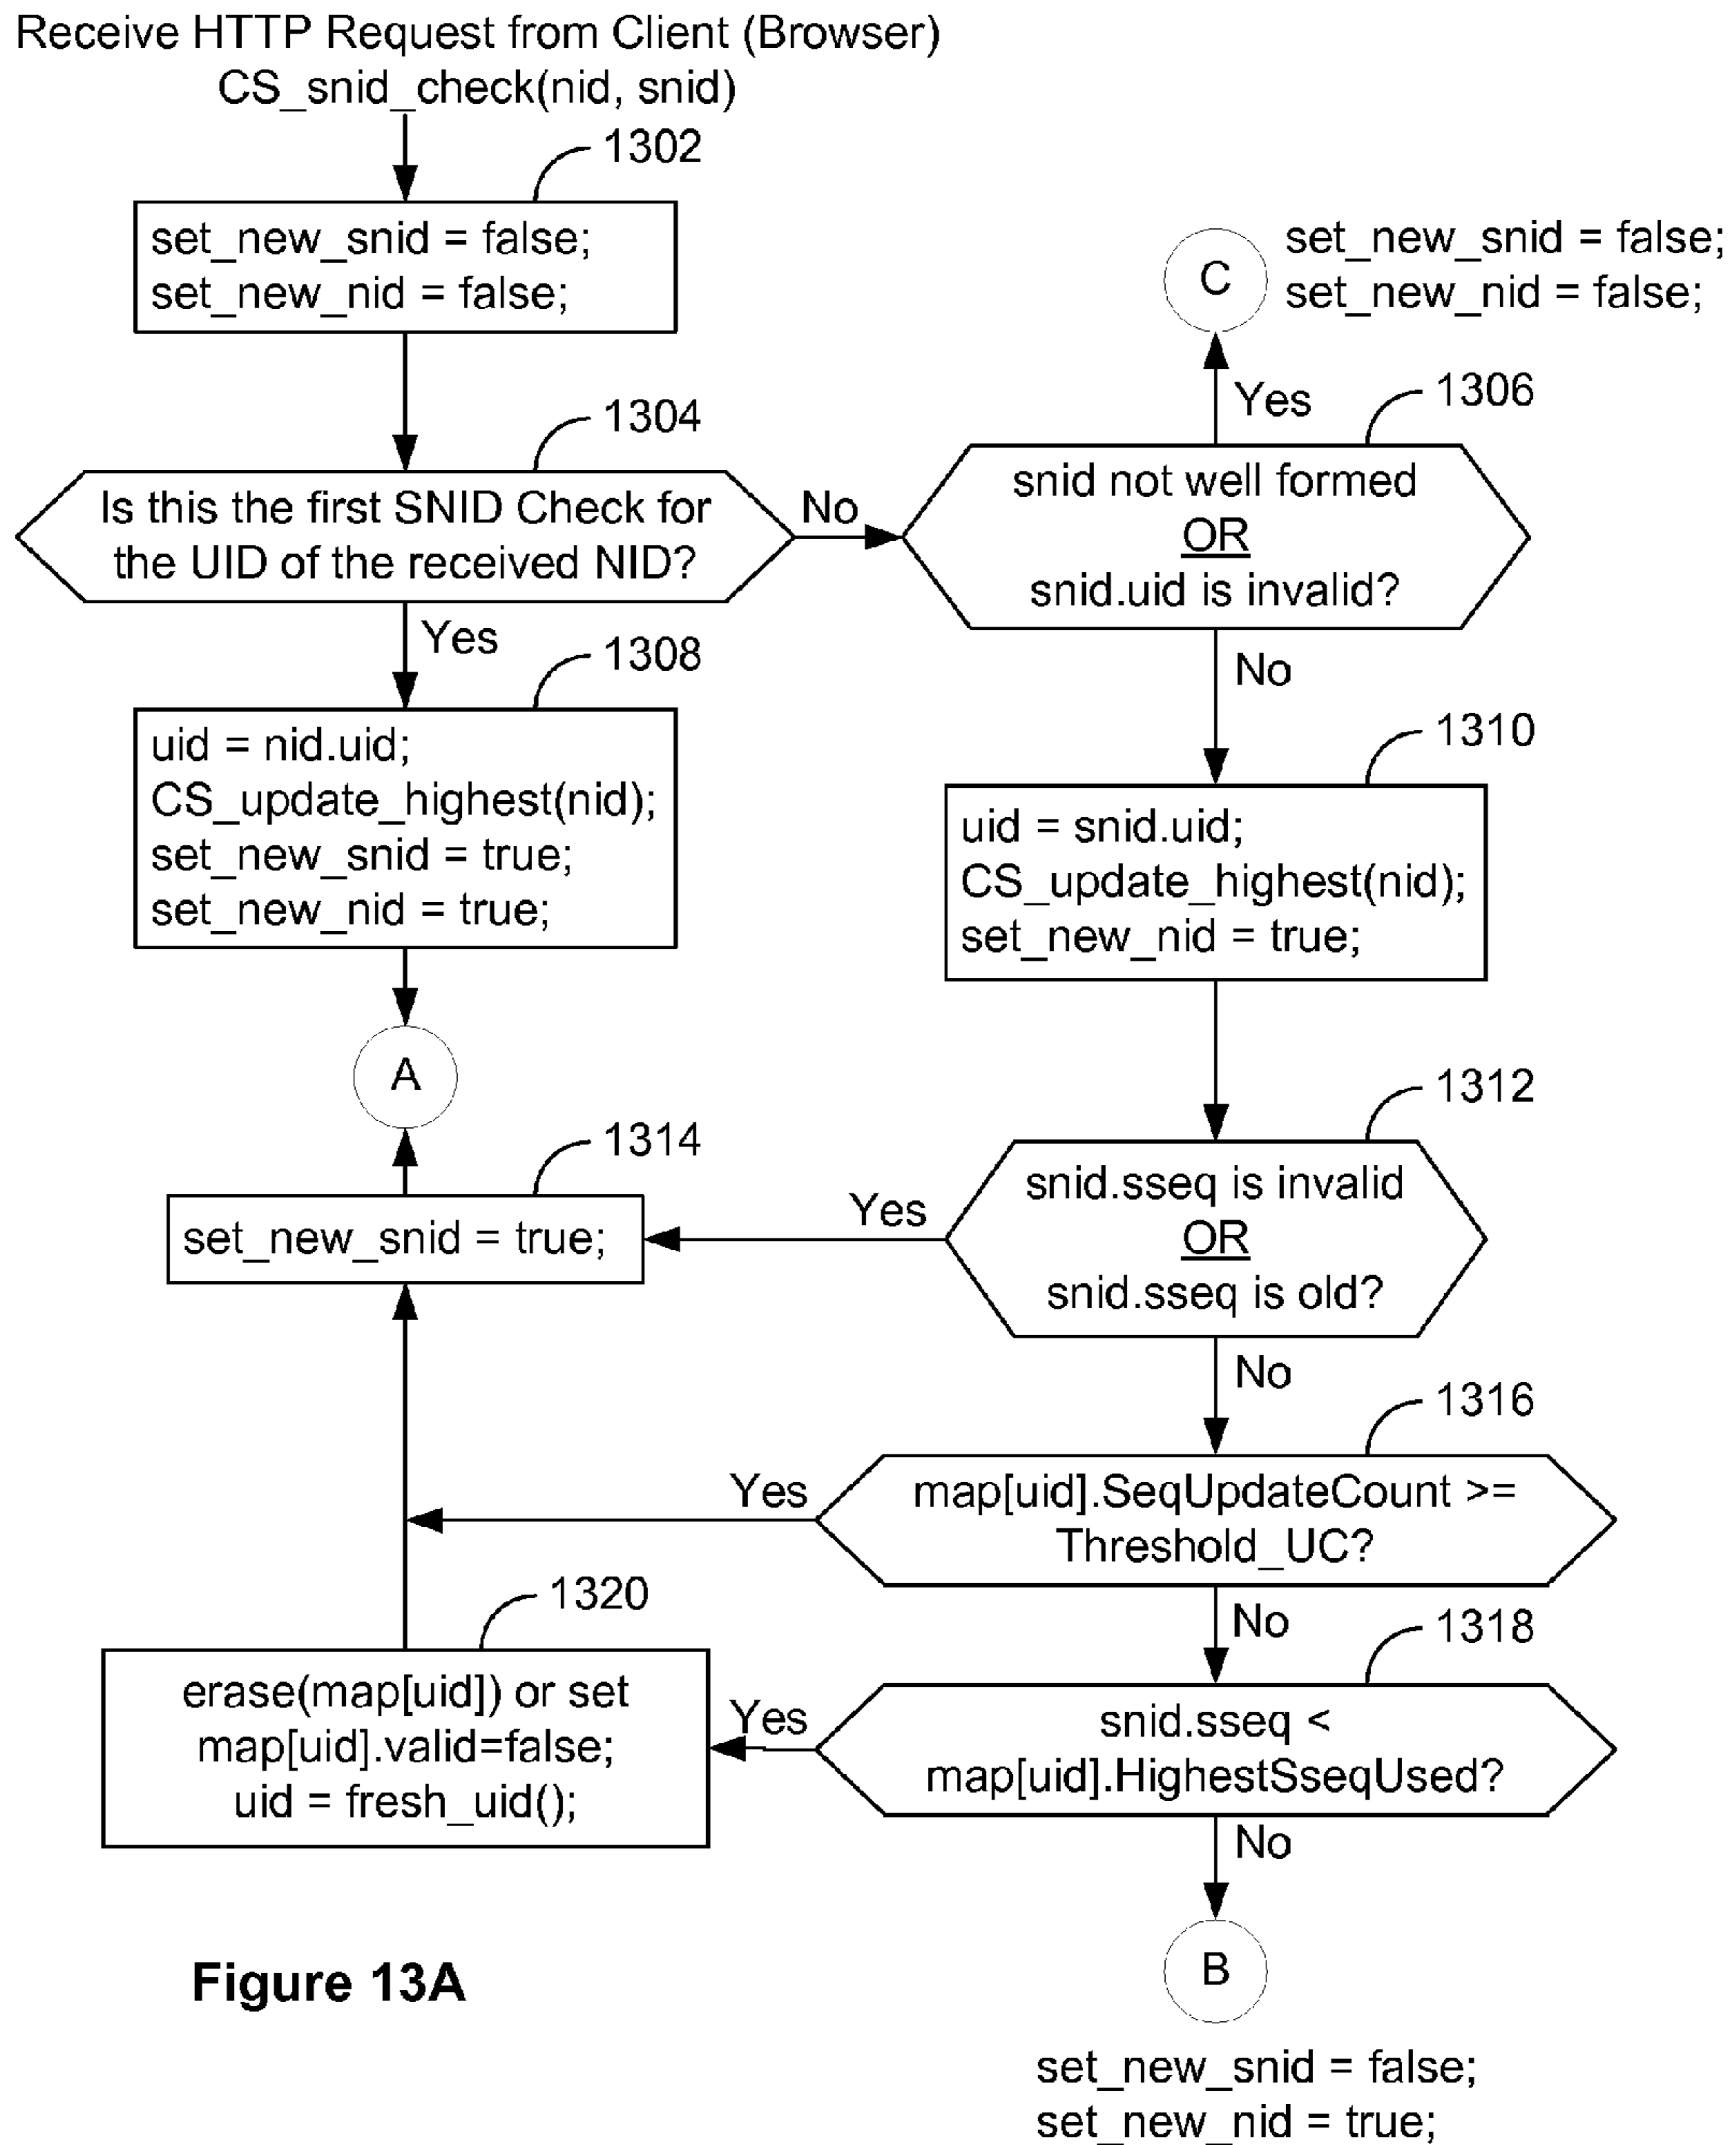 Receive HTTP Request from Client (Browser)
CS_snid_check(nid, snid)
1302
set_new_snid = false;
set_new_nid = false;
C
set_new_snid = false;
set_new_nid = false;
Yes
1304
Is this the first SNID Check for
the UID of the received NID?
No
1306
snid not well formed
OR
snid.uid is invalid?
Yes
No
1308
uid = nid.uid;
CS_update_highest(nid);
set_new_snid = true;
set_new_nid = true;
1310
uid = snid.uid;
CS_update_highest(nid);
set_new_nid = true;
A
1312
snid.sseq is invalid
OR
snid.sseq is old?
Yes
1314
set_new_snid = true;
No
1316
map[uid].SeqUpdateCount >=
Threshold_UC?
Yes
No
1318
snid.sseq <
map[uid].HighestSseqUsed?
Yes
1320
erase(map[uid]) or set
map[uid].valid=false;
uid = fresh_uid();
No
B
set_new_snid = false;
set_new_nid = true;
Figure 13A